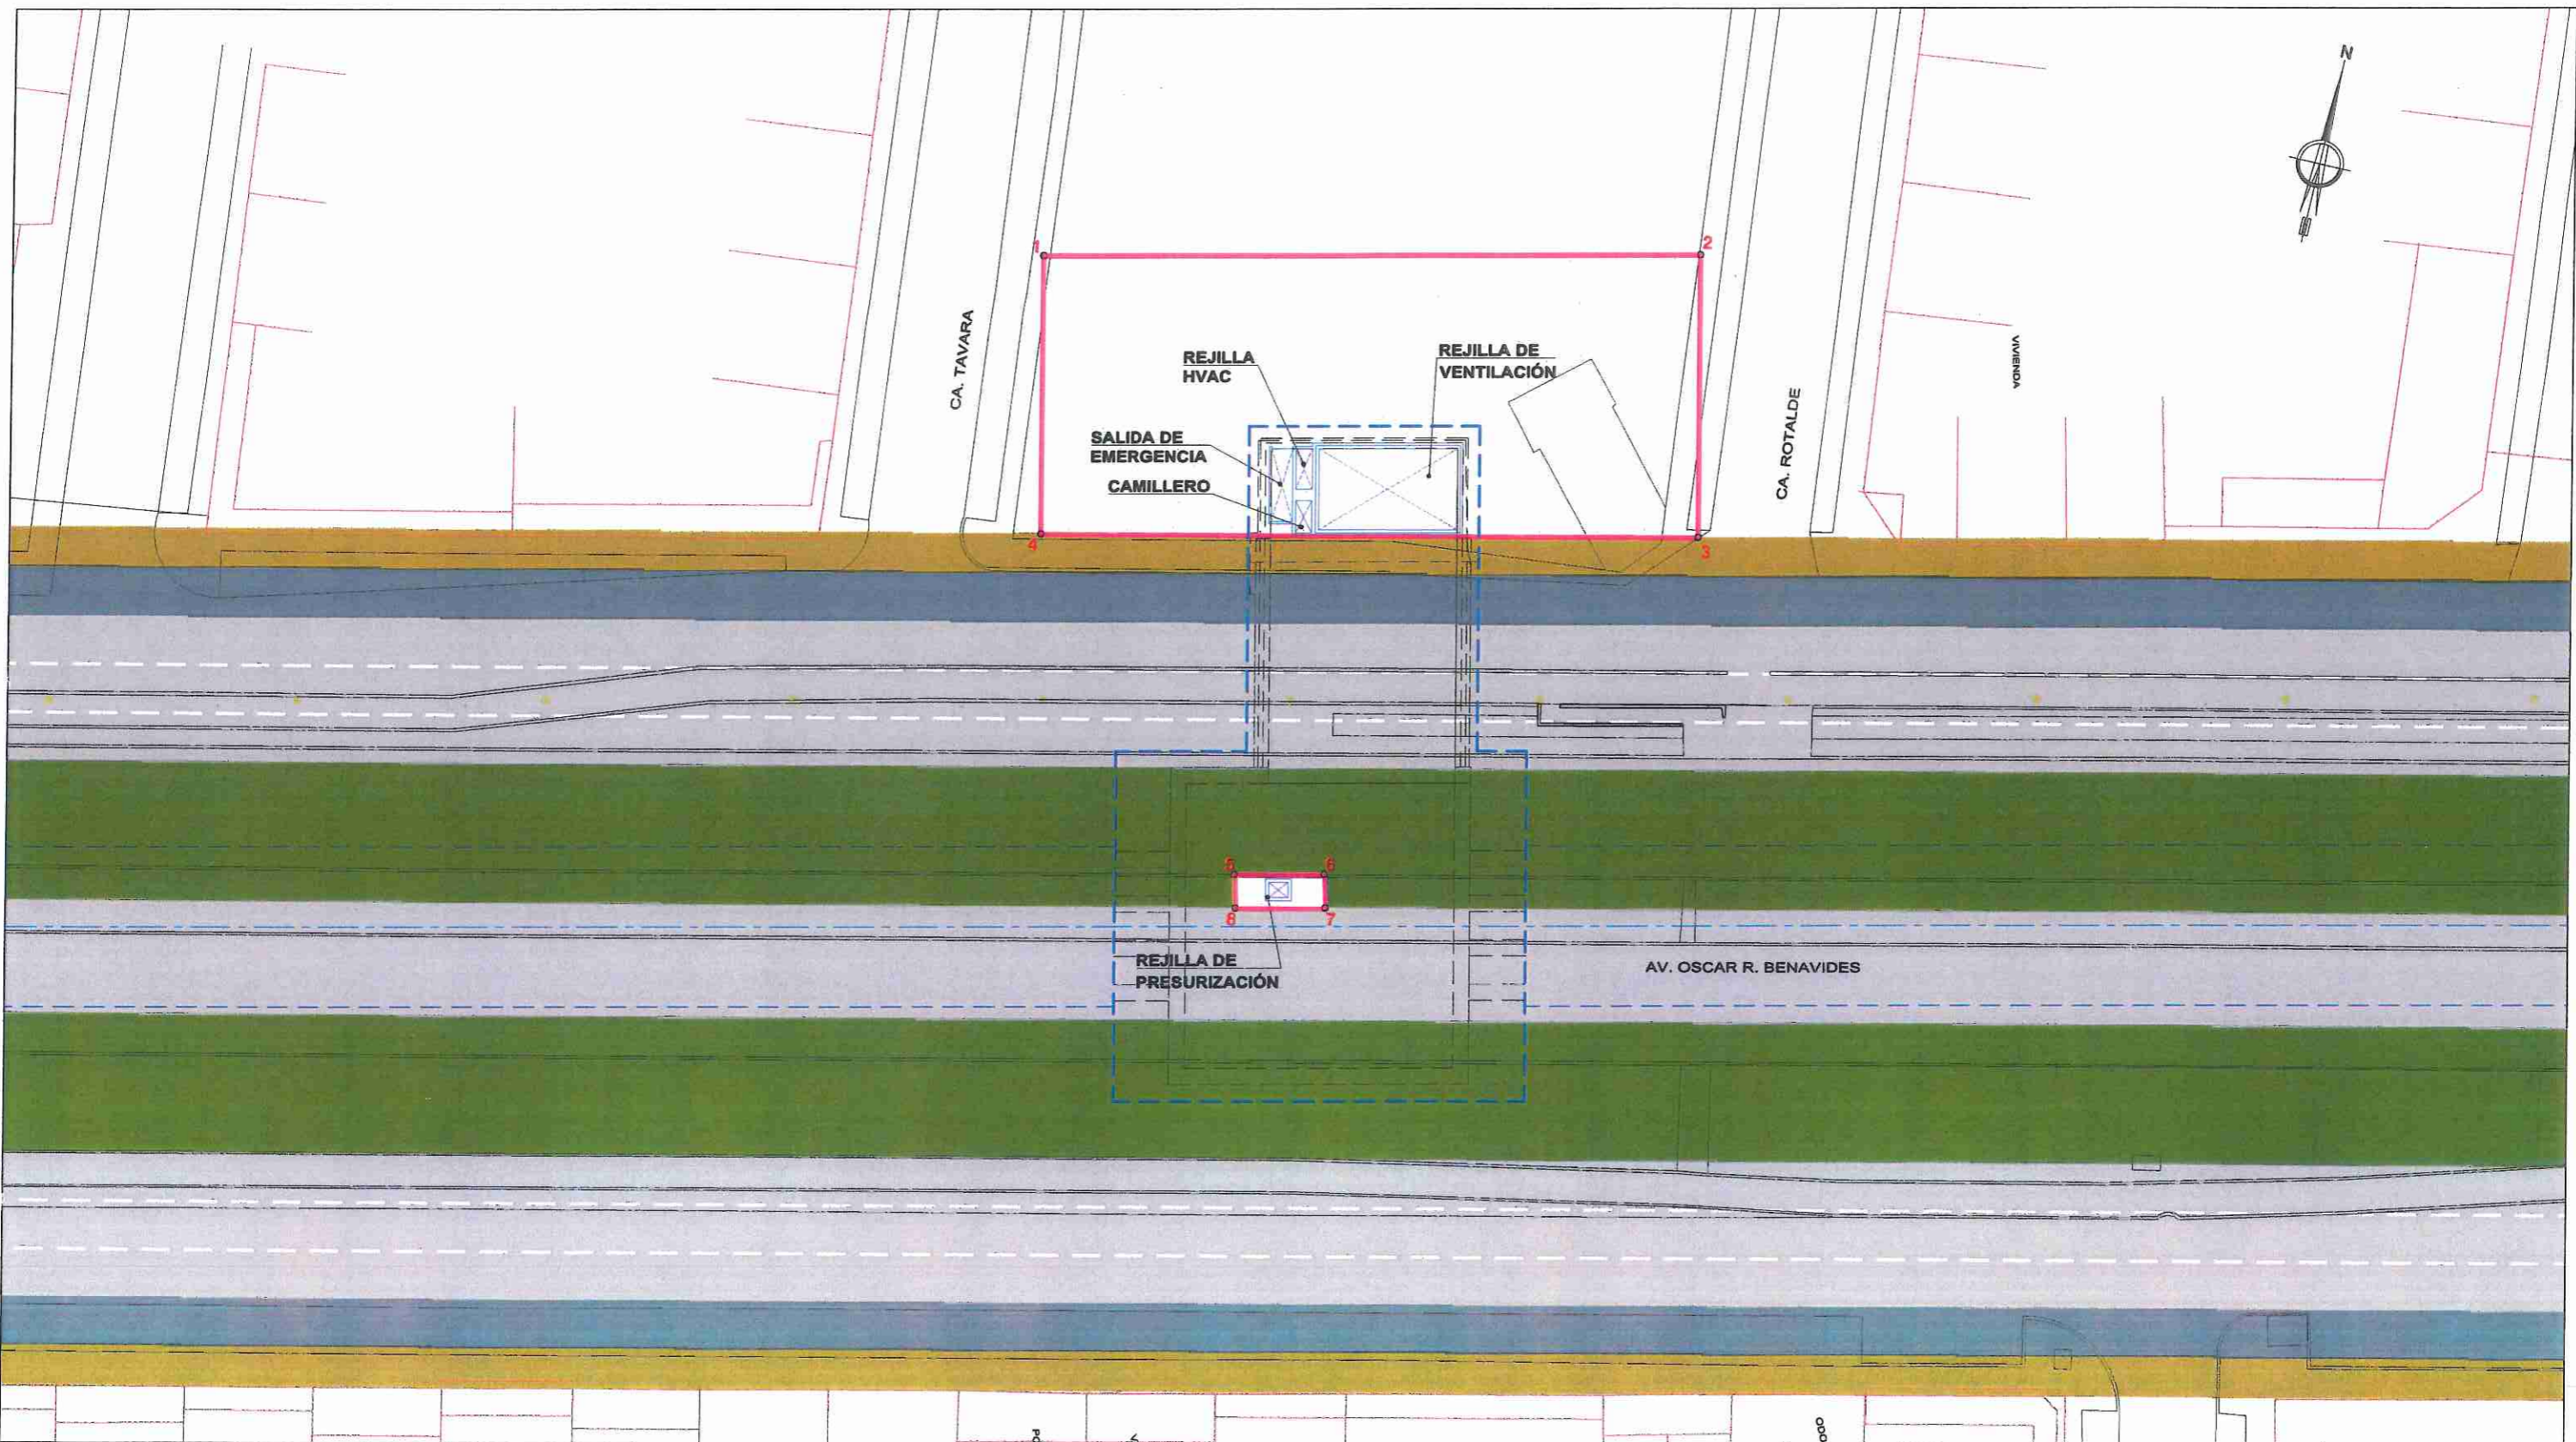 N
1
2
CA. TAVARA
REJILLA
HVAC
REJILLA DE
VENTILACIÓN
VIVIENDA
CA. ROTALDE
SALIDA DE
EMERGENCIA
CAMILLERO
4
3
5
6
8
7
REJILLA DE
PRESURIZACIÓN
AV. OSCAR R. BENAVIDES